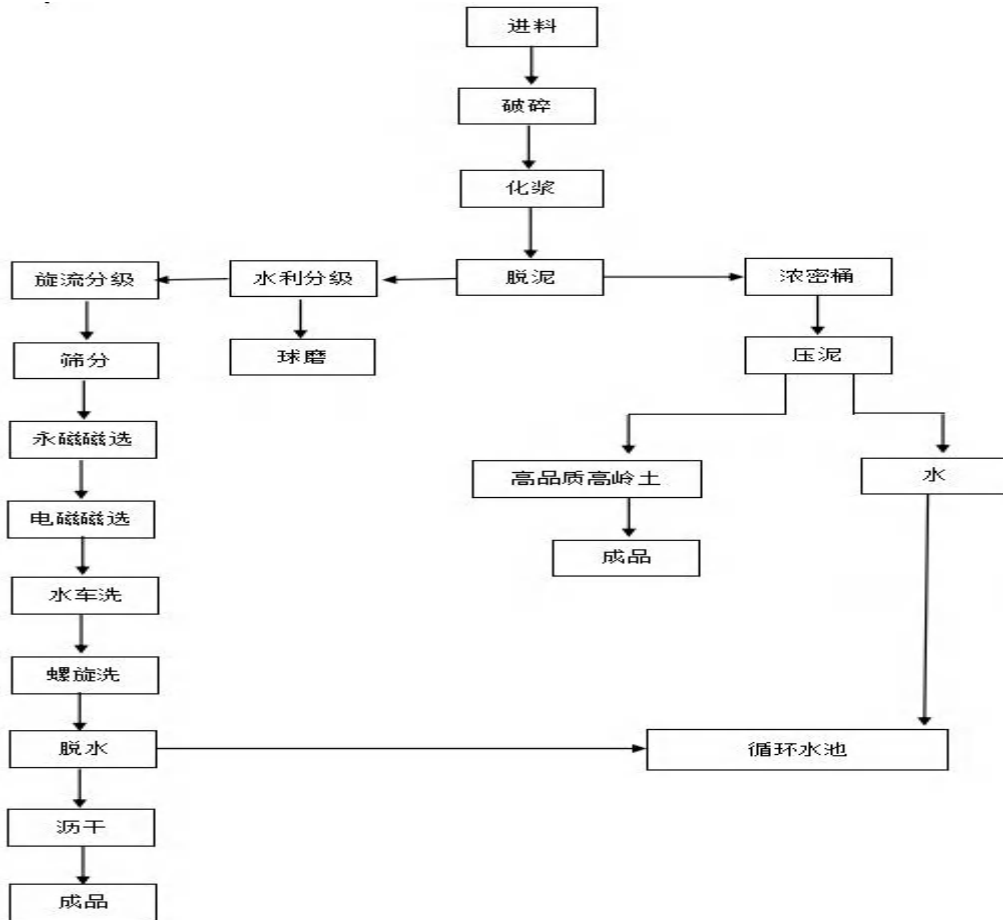 进料
破碎
化浆
旋流分级
水利分级
脱泥
浓密桶
筛分
球磨
压泥
永磁磁选
高品质高岭土
水
电磁磁选
成品
水车洗
螺旋洗
脱水
循环水池
沥干
成品